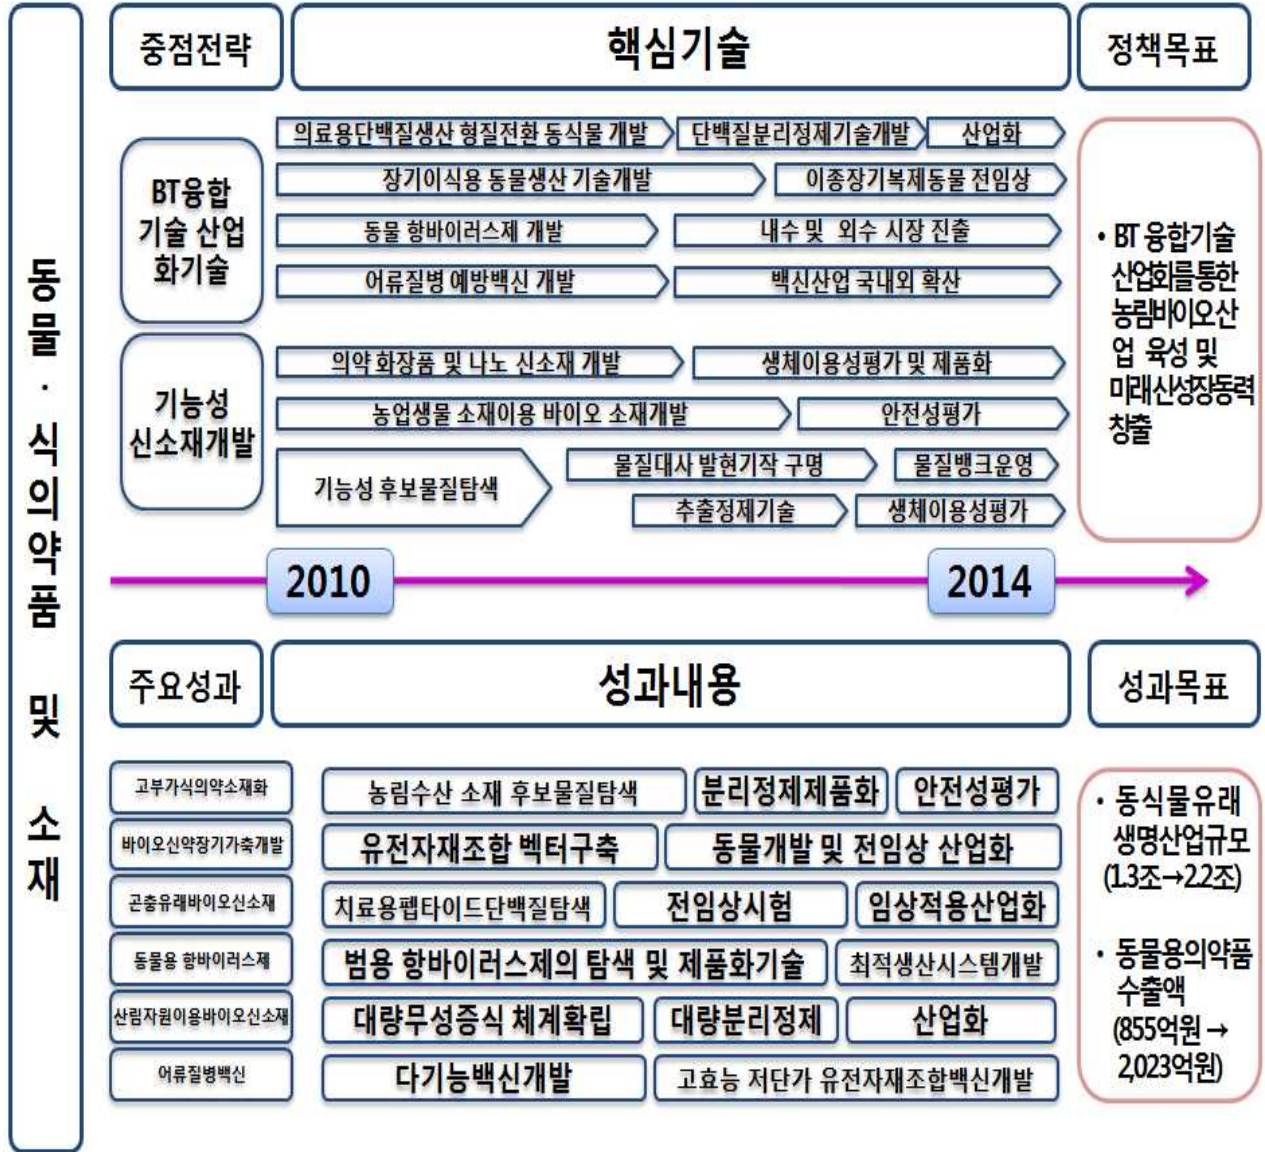 동물 · 식의약품 및 소재
중점전략
핵심기술
정책목표
BT융합
기술 산업
화기술
의료용단백질생산 형질전환 동식물 개발
단백질분리정제기술개발
산업화
장기이식용 동물생산 기술개발
이종장기복제동물 전임상
동물 항바이러스제 개발
내수 및 외수 시장 진출
어류질병 예방백신 개발
백신산업 국내외 확산
기능성
신소재개발
의약 화장품 및 나노 신소재 개발
생체이용성평가 및 제품화
농업생물 소재이용 바이오 소재개발
안전성평가
기능성 후보물질탐색
물질대사 발현기작 구명
물질뱅크운영
추출정제기술
생체이용성평가
• BT 융합기술
산업화를통한
농림바이오산
업 육성 및
미래신성장동력
창출
2010
2014
주요성과
성과내용
성과목표
고부가식의약소재화
농림수산 소재 후보물질탐색
분리정제제품화
안전성평가
바이오신약장기가축개발
유전자재조합 벡터구축
동물개발 및 전임상 산업화
곤충유래바이오신소재
치료용펩타이드단백질탐색
전임상시험
임상적용산업화
동물용 항바이러스제
범용 항바이러스제의 탐색 및 제품화기술
최적생산시스템개발
산림자원이용바이오신소재
대량무성증식 체계확립
대량분리정제
산업화
어류질병백신
다기능백신개발
고효능 저단가 유전자재조합백신개발
• 동식물유래
생명산업규모
(1.3조→2.2조)
• 동물용의약품
수출액
(855억원 →
2,023억원)